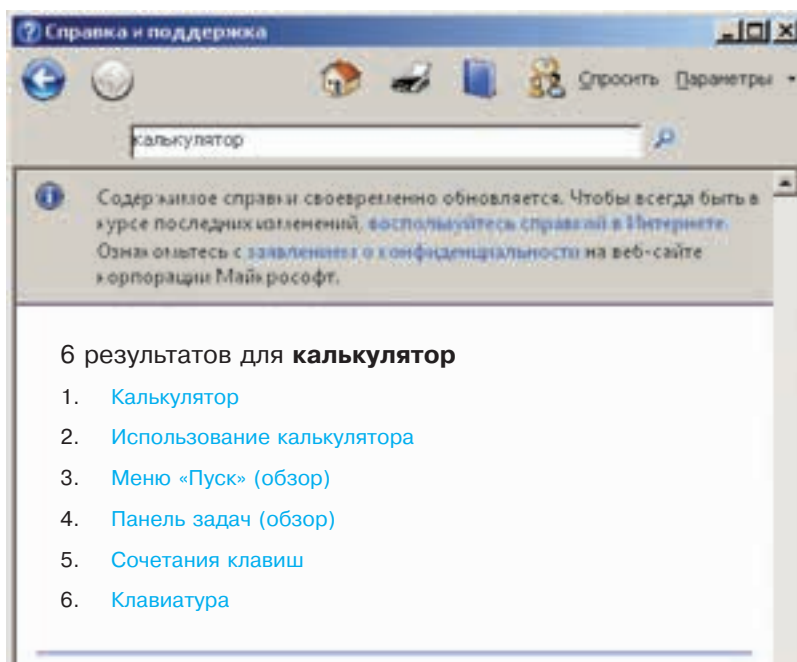 Справка и поддержка
Спросить Параметры
калькулятор
Содержимое справки своевременно обновляется. Чтобы всегда быть в
курсе последних изменений, воспользуйтесь справкой в Интернете.
Ознакомьтесь с заявлением о конфиденциальности на веб-сайте
корпорации Майкрософт.
6 результатов для калькулятор
1. Калькулятор
2. Использование калькулятора
3. Меню «Пуск» (обзор)
4. Панель задач (обзор)
5. Сочетания клавиш
6. Клавиатура